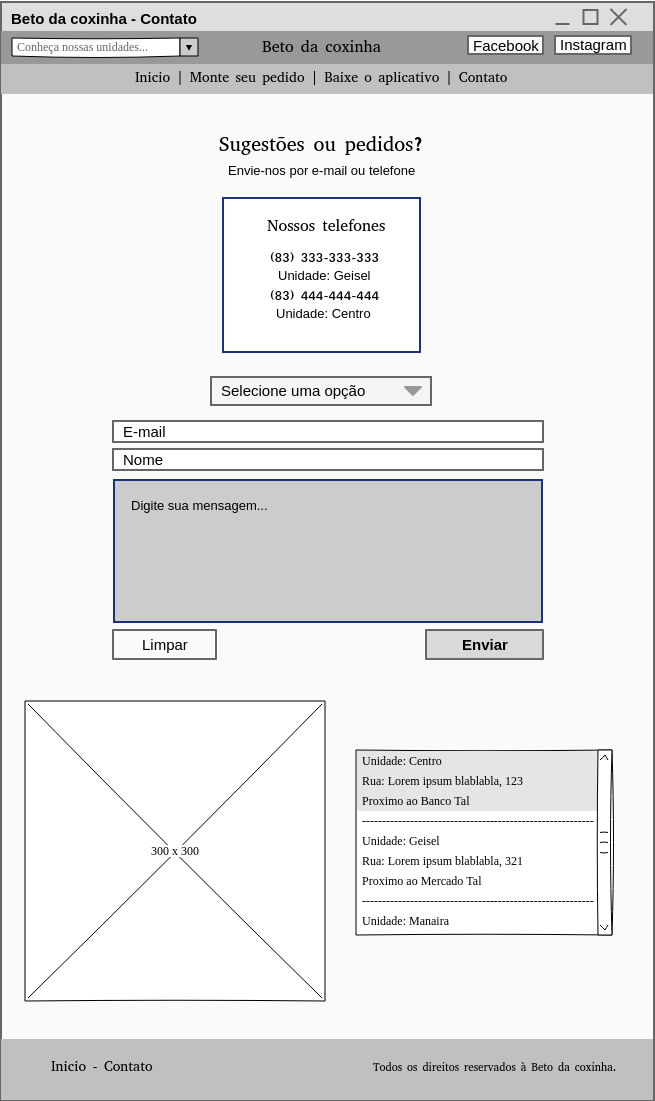 Beto da coxinha - Contato
Conheça nossas unidades...
Beto da coxinha
Facebook
Instagram
Inicio | Monte seu pedido | Baixe o aplicativo | Contato
Sugestões ou pedidos?
Envie-nos por e-mail ou telefone
Nossos telefones
(83) 333-333-333
Unidade: Geisel
(83) 444-444-444
Unidade: Centro
Selecione uma opção
E-mail
Nome
Digite sua mensagem...
Limpar
Enviar
300 x 300
Unidade: Centro
Rua: Lorem ipsum blablabla, 123
Proximo ao Banco Tal
----------------------------------------------------------
Unidade: Geisel
Rua: Lorem ipsum blablabla, 321
Proximo ao Mercado Tal
----------------------------------------------------------
Unidade: Manaira
Inicio - Contato
Todos os direitos reservados à Beto da coxinha.